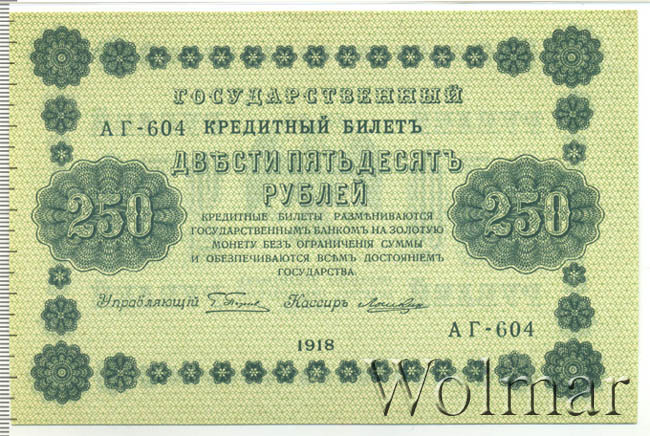 ГОСУДАРСТВЕННЫЙ
АГ-604 КРЕДИТНЫЙ БИЛЕТЪ
ДВѢСТИ ПЯТЬДЕСЯТЪ
РУБЛЕЙ
250 250
КРЕДИТНЫЕ БИЛЕТЫ РАЗМѢНИВАЮТСЯ
ГОСУДАРСТВЕННЫМЪ БАНКОМЪ НА ЗОЛОТУЮ
МОНЕТУ БЕЗЪ ОГРАНИЧЕНІЯ СУММЫ
И ОБЕЗПЕЧИВАЮТСЯ ВСѢМЪ ДОСТОЯНІЕМЪ
ГОСУДАРСТВА.
Управляющій Кассиръ
АГ-604
1918
Wolmar